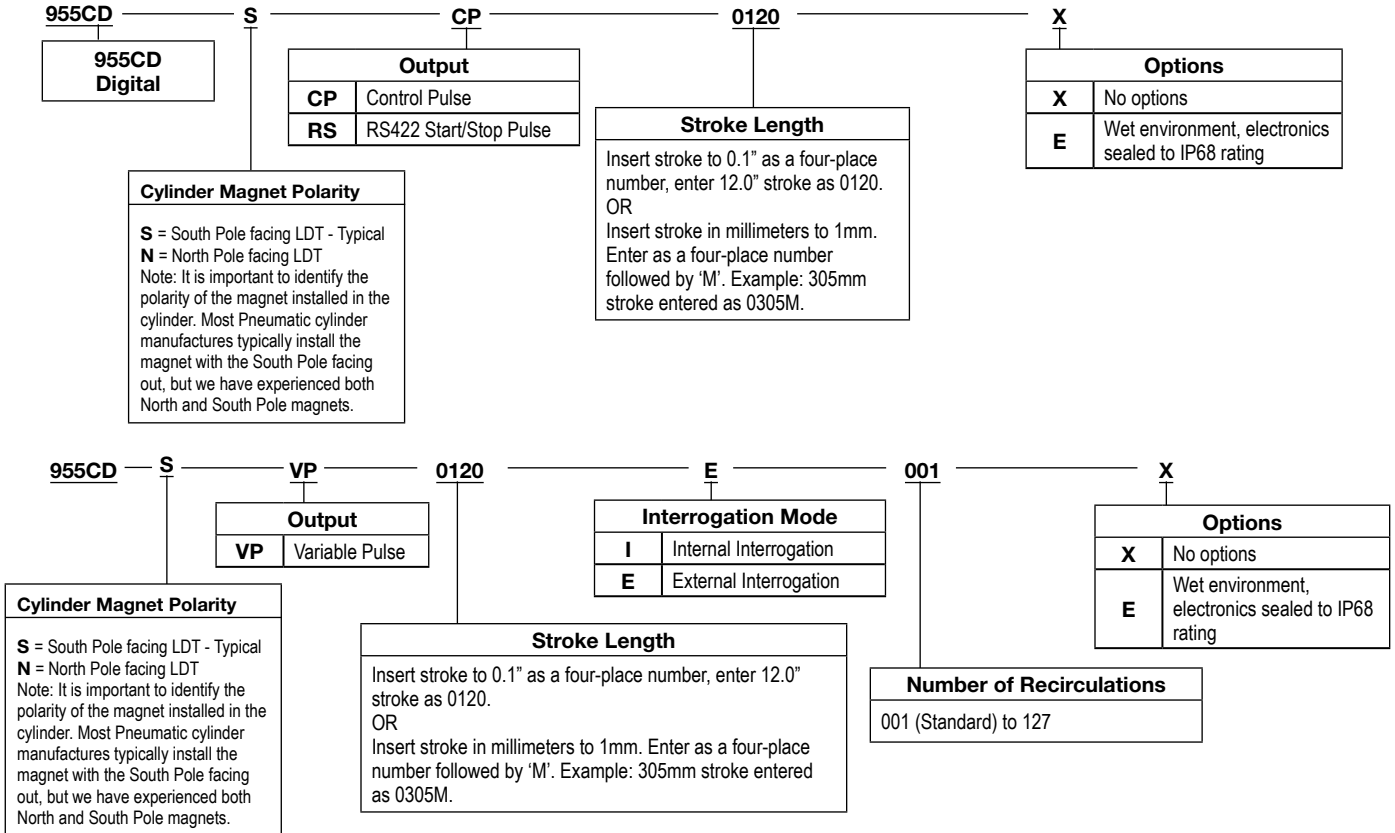 955CD S CP 0120 X
955CD
Digital
Output
CP Control Pulse
RS RS422 Start/Stop Pulse
Cylinder Magnet Polarity
S = South Pole facing LDT - Typical
N = North Pole facing LDT
Note: It is important to identify the
polarity of the magnet installed in the
cylinder. Most Pneumatic cylinder
manufactures typically install the
magnet with the South Pole facing
out, but we have experienced both
North and South Pole magnets.
Stroke Length
Insert stroke to 0.1” as a four-place
number, enter 12.0” stroke as 0120.
OR
Insert stroke in millimeters to 1mm.
Enter as a four-place number
followed by ‘M’. Example: 305mm
stroke entered as 0305M.
Options
X No options
E Wet environment, electronics
sealed to IP68 rating
955CD S VP 0120 E 001 X
Output
VP Variable Pulse
Cylinder Magnet Polarity
S = South Pole facing LDT - Typical
N = North Pole facing LDT
Note: It is important to identify the
polarity of the magnet installed in the
cylinder. Most Pneumatic cylinder
manufactures typically install the
magnet with the South Pole facing
out, but we have experienced both
North and South Pole magnets.
Stroke Length
Insert stroke to 0.1” as a four-place number, enter 12.0”
stroke as 0120.
OR
Insert stroke in millimeters to 1mm. Enter as a four-place
number followed by ‘M’. Example: 305mm stroke entered
as 0305M.
Interrogation Mode
I Internal Interrogation
E External Interrogation
Number of Recirculations
001 (Standard) to 127
Options
X No options
E Wet environment,
electronics sealed to IP68
rating